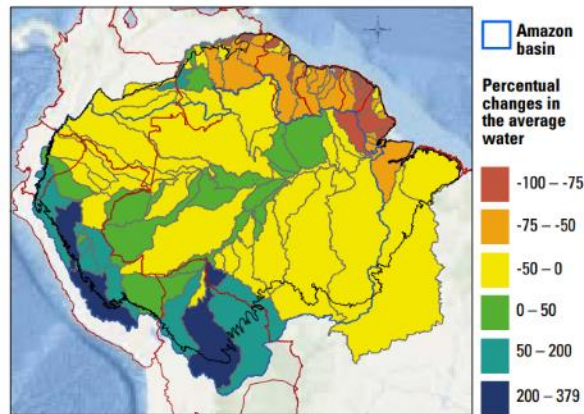 Amazon
basin
Percentual
changes in
the average
water
-100 – -75
-75 – -50
-50 – 0
0 – 50
50 – 200
200 – 379